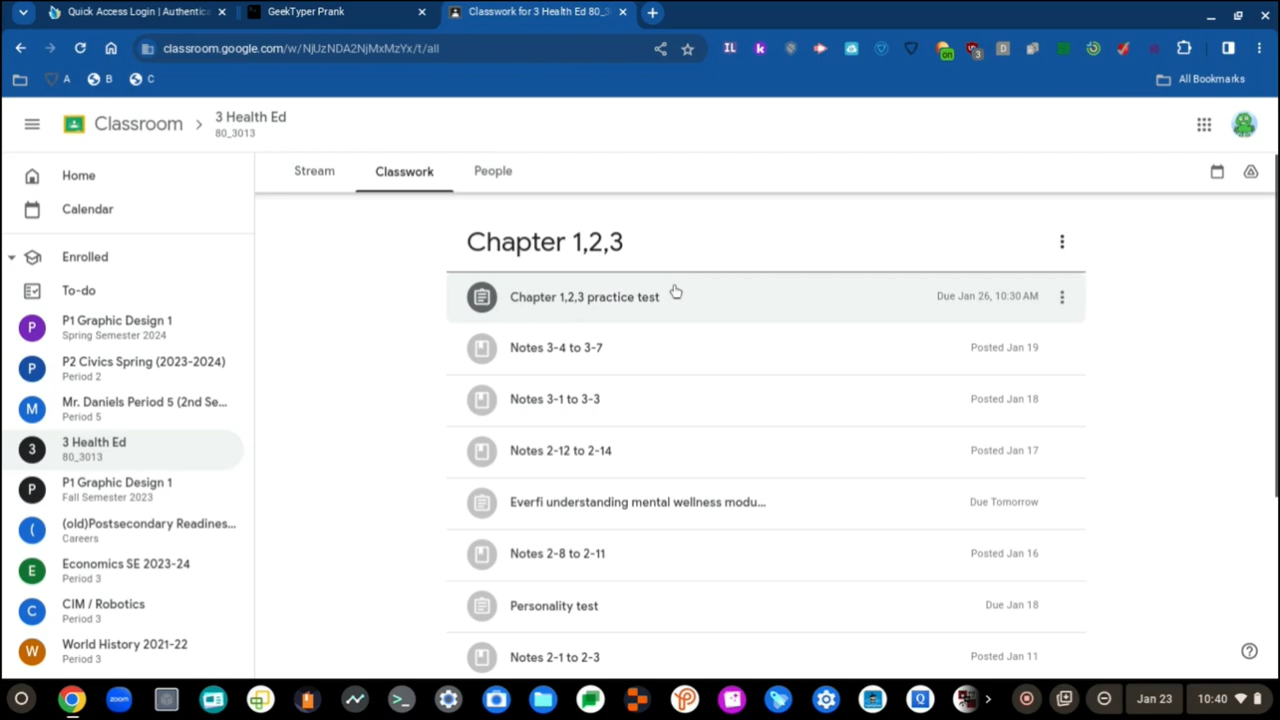 Quick Access Login | Authentica
GeekTyper Prank
Classwork for 3 Health Ed 80_3
classroom.google.com/w/NjUzNDA2NjMxMzYx/t/all
IL
k
on
3
D
A
B
C
All Bookmarks
Classroom
3 Health Ed
80_3013
Home
Calendar
Enrolled
To-do
P
P1 Graphic Design 1
Spring Semester 2024
P
P2 Civics Spring (2023-2024)
Period 2
M
Mr. Daniels Period 5 (2nd Se...
Period 5
3
3 Health Ed
80_3013
P
P1 Graphic Design 1
Fall Semester 2023
(
(old)Postsecondary Readines...
Careers
E
Economics SE 2023-24
Period 3
C
CIM / Robotics
Period 3
W
World History 2021-22
Period 3
Stream
Classwork
People
Chapter 1,2,3
Chapter 1,2,3 practice test
Due Jan 26, 10:30 AM
Notes 3-4 to 3-7
Posted Jan 19
Notes 3-1 to 3-3
Posted Jan 18
Notes 2-12 to 2-14
Posted Jan 17
Everfi understanding mental wellness modu...
Due Tomorrow
Notes 2-8 to 2-11
Posted Jan 16
Personality test
Due Jan 18
Notes 2-1 to 2-3
Posted Jan 11
zoom
Q
Jan 23
10:40